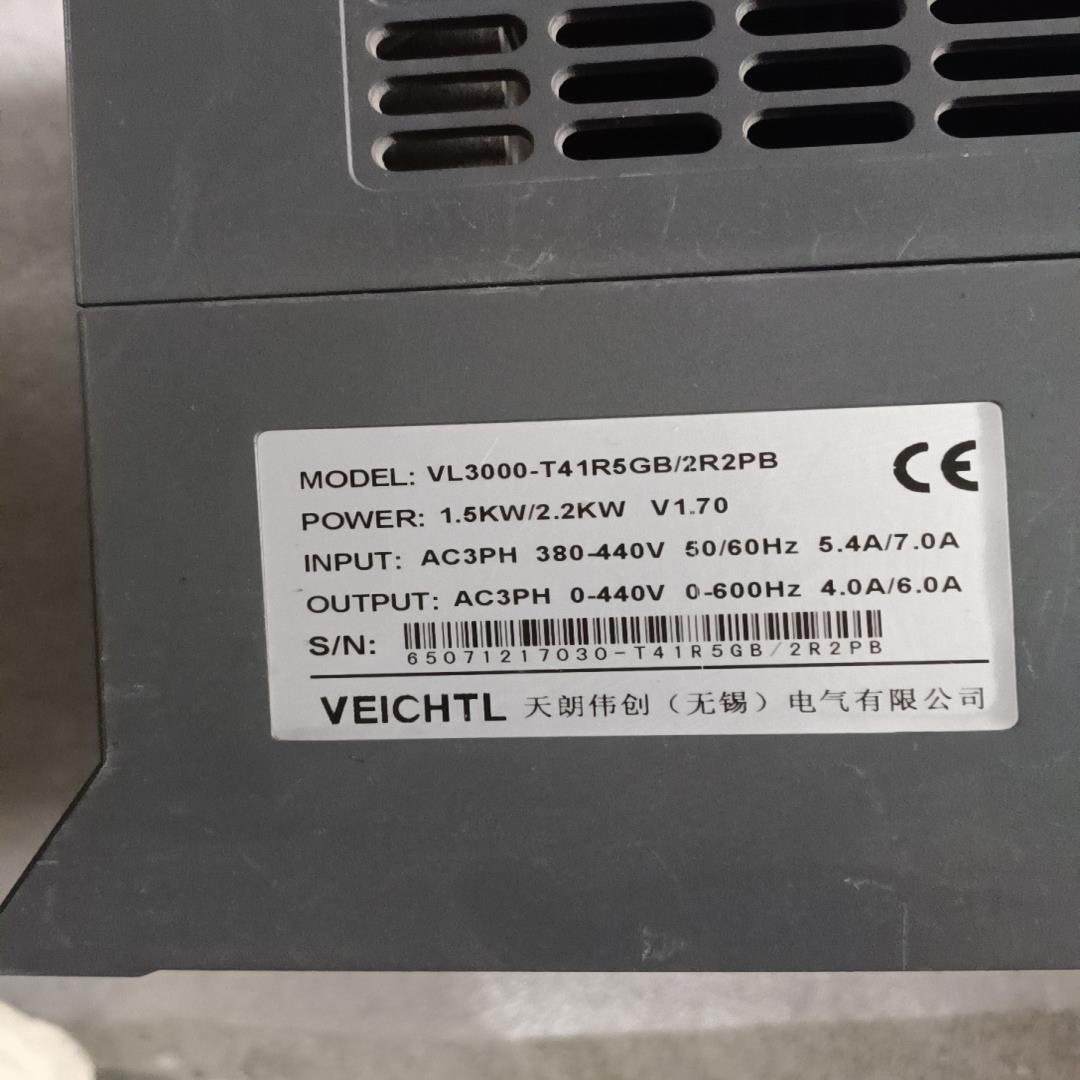 MODEL: VL3000-T41R5GB/2R2PB
CE
POWER: 1.5KW/2.2KW V1.70
INPUT: AC3PH 380-440V 50/60Hz 5.4A/7.0A
OUTPUT: AC3PH 0-440V 0-600Hz 4.0A/6.0A
S/N:
65071217030-T41R5GB/2R2PB
VEICHTL 天朗伟创（无锡）电气有限公司